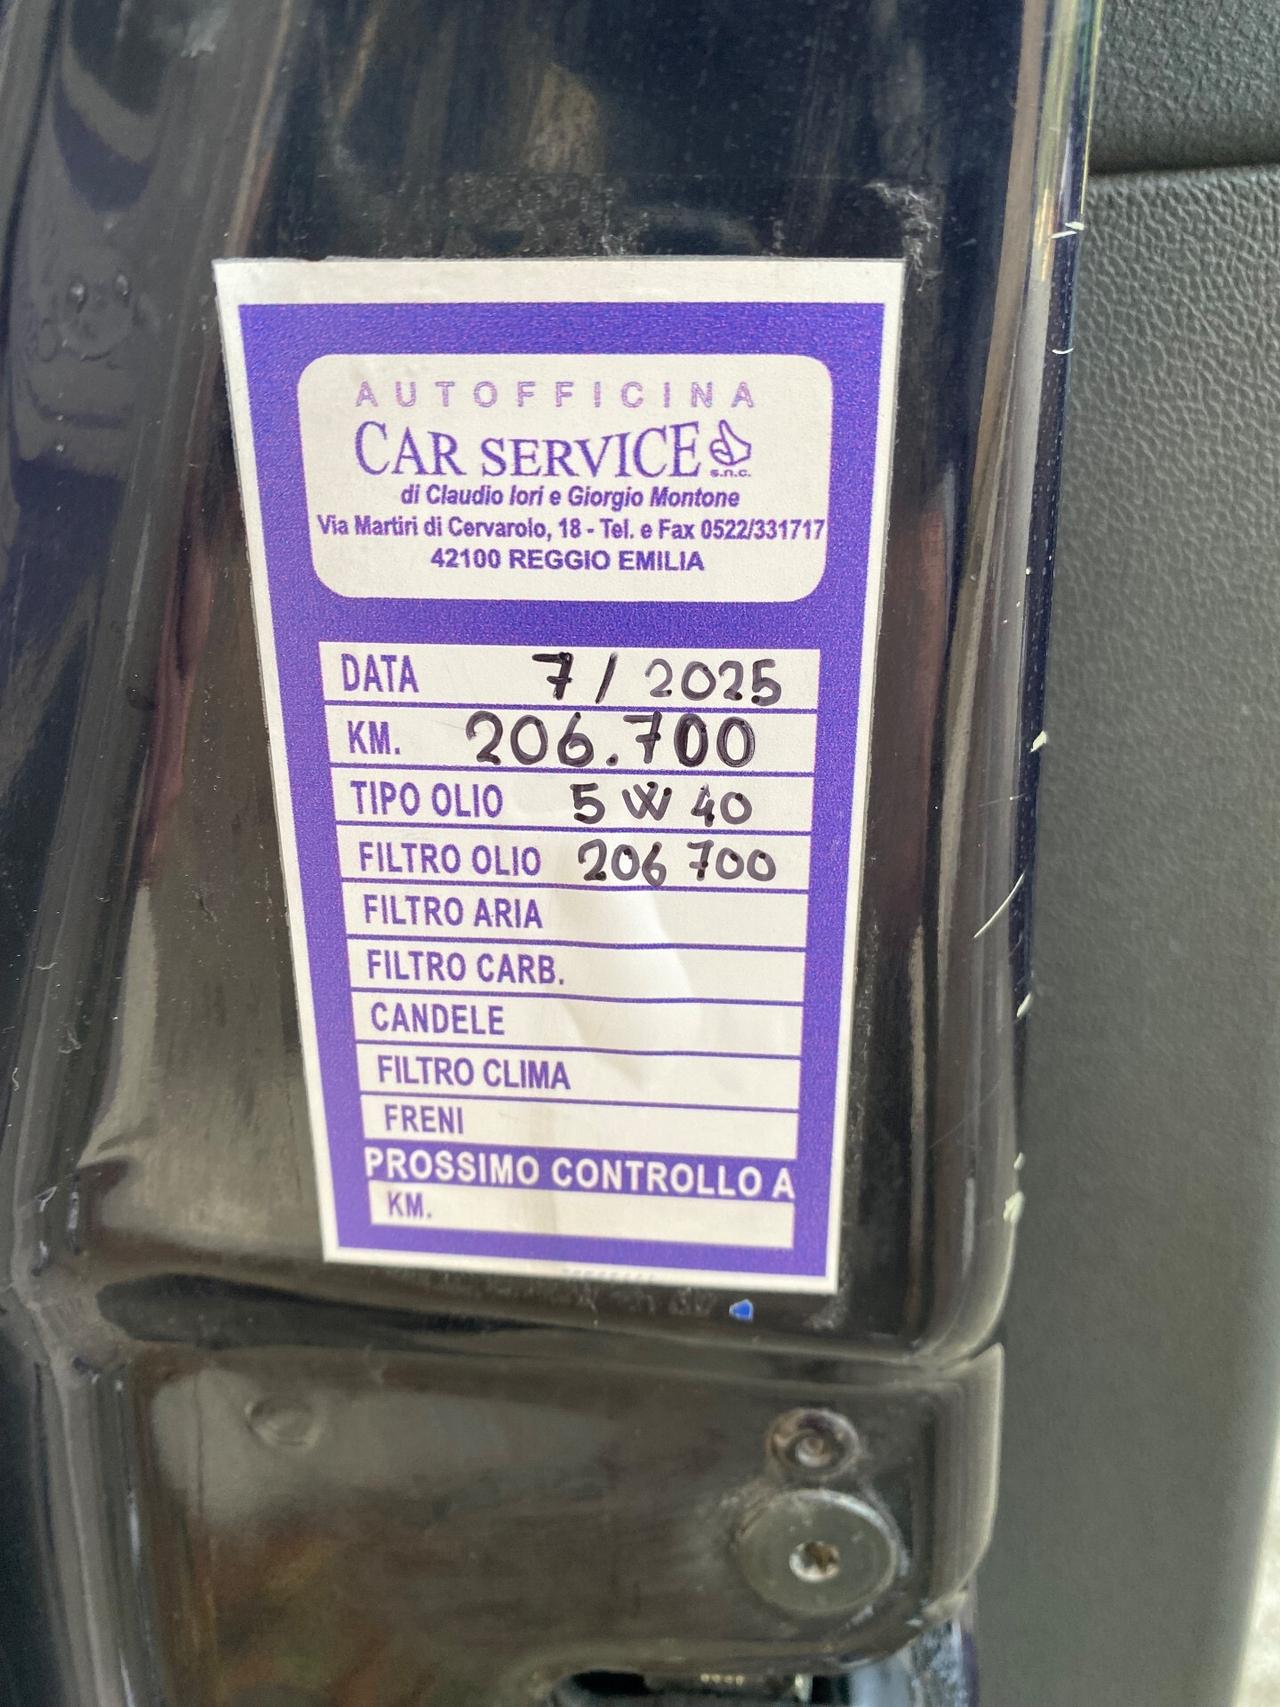 AUTOFFICINA
CAR SERVICE s.n.c.
di Claudio Iori e Giorgio Montone
Via Martiri di Cervarolo, 18 - Tel. e Fax 0522/331717
42100 REGGIO EMILIA
DATA 7/2025
KM. 206.700
TIPO OLIO 5W40
FILTRO OLIO 206 700
FILTRO ARIA
FILTRO CARB.
CANDELE
FILTRO CLIMA
FRENI
PROSSIMO CONTROLLO A
KM.